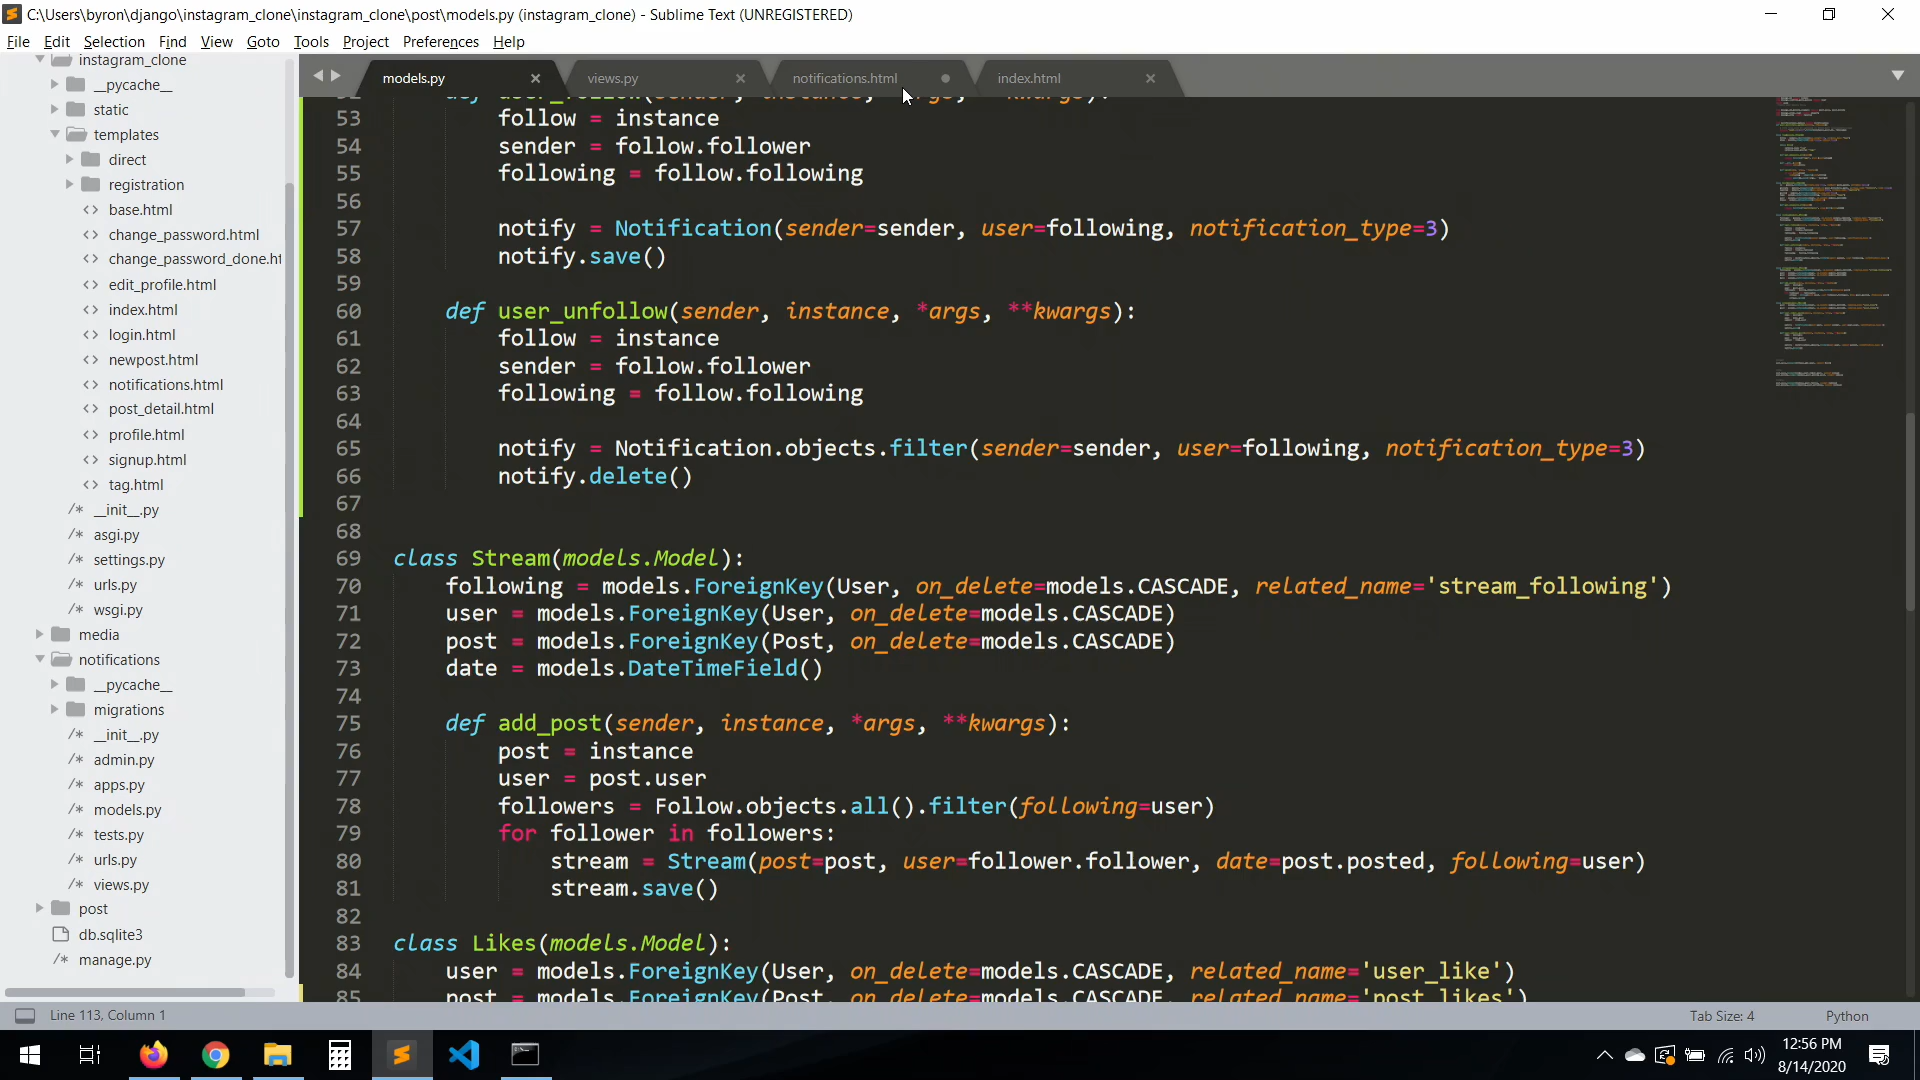 C:\Users\byron\django\instagram_clone\instagram_clone\post\models.py (instagram_clone) - Sublime Text (UNREGISTERED)
File Edit Selection Find View Goto Tools Project Preferences Help
instagram_clone
__pycache__
static
templates
direct
registration
base.html
change_password.html
change_password_done.ht
edit_profile.html
index.html
login.html
newpost.html
notifications.html
post_detail.html
profile.html
signup.html
tag.html
__init__.py
asgi.py
settings.py
urls.py
wsgi.py
media
notifications
__pycache__
migrations
__init__.py
admin.py
apps.py
models.py
tests.py
urls.py
views.py
post
db.sqlite3
manage.py
models.py views.py notifications.html index.html
53 follow = instance
54 sender = follow.follower
55 following = follow.following
56
57 notify = Notification(sender=sender, user=following, notification_type=3)
58 notify.save()
59
60 def user_unfollow(sender, instance, *args, **kwargs):
61 follow = instance
62 sender = follow.follower
63 following = follow.following
64
65 notify = Notification.objects.filter(sender=sender, user=following, notification_type=3)
66 notify.delete()
67
68
69 class Stream(models.Model):
70 following = models.ForeignKey(User, on_delete=models.CASCADE, related_name='stream_following')
71 user = models.ForeignKey(User, on_delete=models.CASCADE)
72 post = models.ForeignKey(Post, on_delete=models.CASCADE)
73 date = models.DateTimeField()
74
75 def add_post(sender, instance, *args, **kwargs):
76 post = instance
77 user = post.user
78 followers = Follow.objects.all().filter(following=user)
79 for follower in followers:
80 stream = Stream(post=post, user=follower.follower, date=post.posted, following=user)
81 stream.save()
82
83 class Likes(models.Model):
84 user = models.ForeignKey(User, on_delete=models.CASCADE, related_name='user_like')
85 post = models.ForeignKey(Post, on_delete=models.CASCADE, related_name='post_likes')
Line 113, Column 1 Tab Size: 4 Python
12:56 PM
8/14/2020